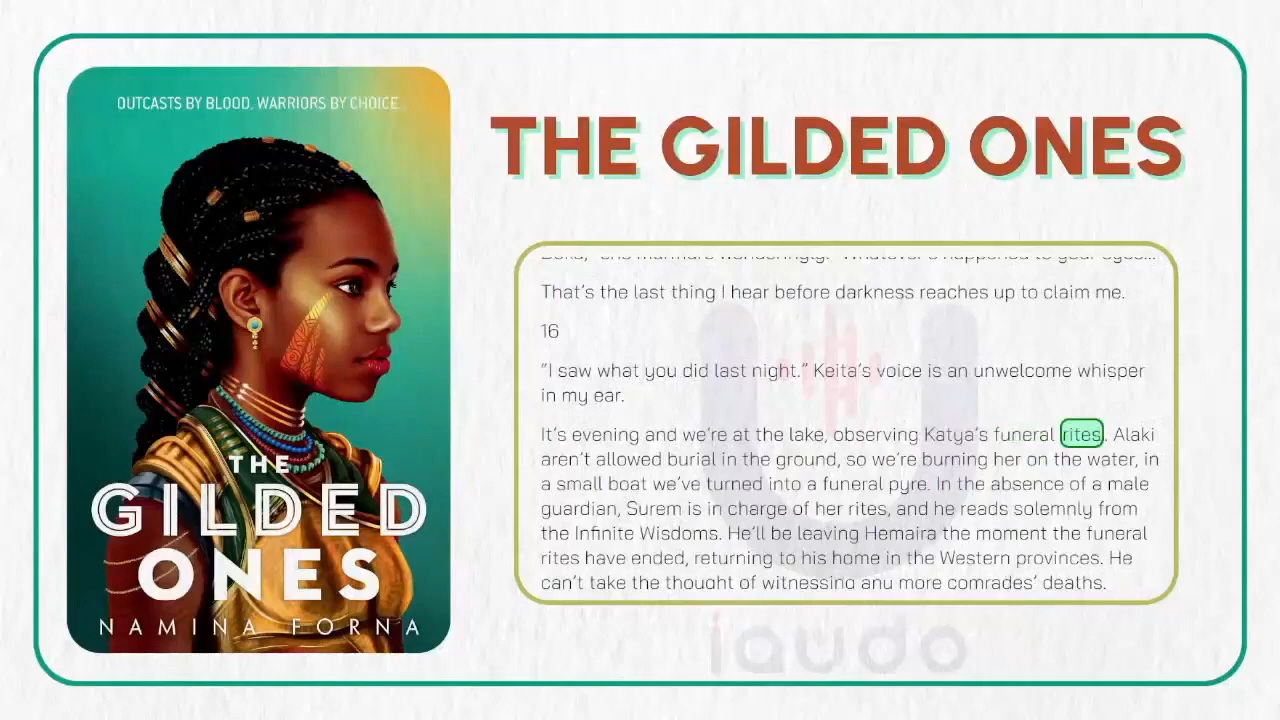 OUTCASTS BY BLOOD. WARRIORS BY CHOICE.
THE
GILDED
ONES
NAMINA FORNA
THE GILDED ONES
That's the last thing I hear before darkness reaches up to claim me.
16
“I saw what you did last night.” Keita's voice is an unwelcome whisper
in my ear.
It's evening and we're at the lake, observing Katya's funeral rites. Alaki
aren't allowed burial in the ground, so we're burning her on the water, in
a small boat we've turned into a funeral pyre. In the absence of a male
guardian, Surem is in charge of her rites, and he reads solemnly from
the Infinite Wisdoms. He'll be leaving Hemaira the moment the funeral
rites have ended, returning to his home in the Western provinces. He
can't take the thought of witnessing any more comrades' deaths.
iaudo